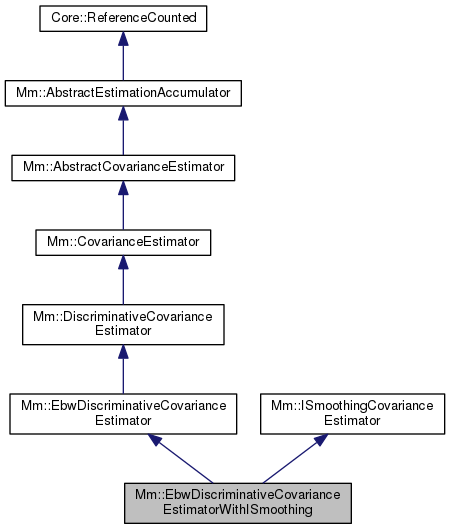 Core::ReferenceCounted
Mm::AbstractEstimationAccumulator
Mm::AbstractCovarianceEstimator
Mm::CovarianceEstimator
Mm::DiscriminativeCovariance
Estimator
Mm::EbwDiscriminativeCovariance
Estimator
Mm::ISmoothingCovariance
Estimator
Mm::EbwDiscriminativeCovariance
EstimatorWithISmoothing